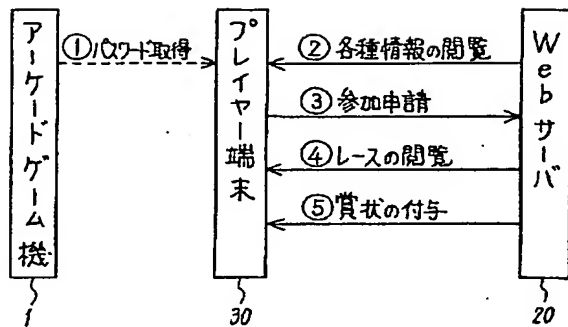 アーケードゲーム機
①パスワード取得
プレイヤー端末
②各種情報の閲覧
③参加申請
④レースの閲覧
⑤賞状の付与
Webサーバ
1
30
20